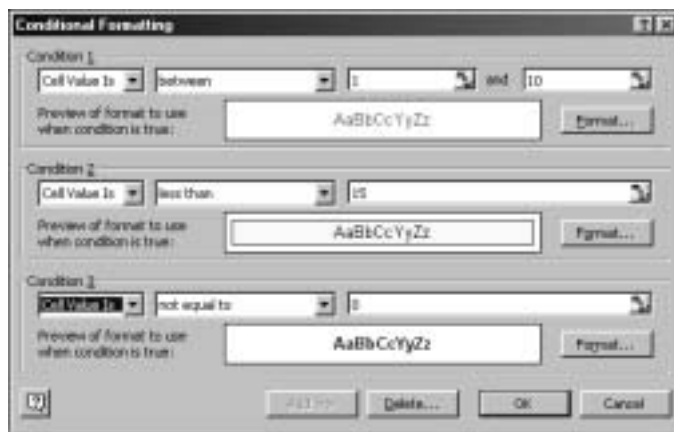 Conditional Formatting
Condition 1
Cell Value Is between 1 and 10
Preview of format to use
when condition is true:
AaBbCcYyZz
Format...
Condition 2
Cell Value Is less than 15
Preview of format to use
when condition is true:
AaBbCcYyZz
Format...
Condition 3
Cell Value Is not equal to 0
Preview of format to use
when condition is true:
AaBbCcYyZz
Format...
Add >> Delete... OK Cancel